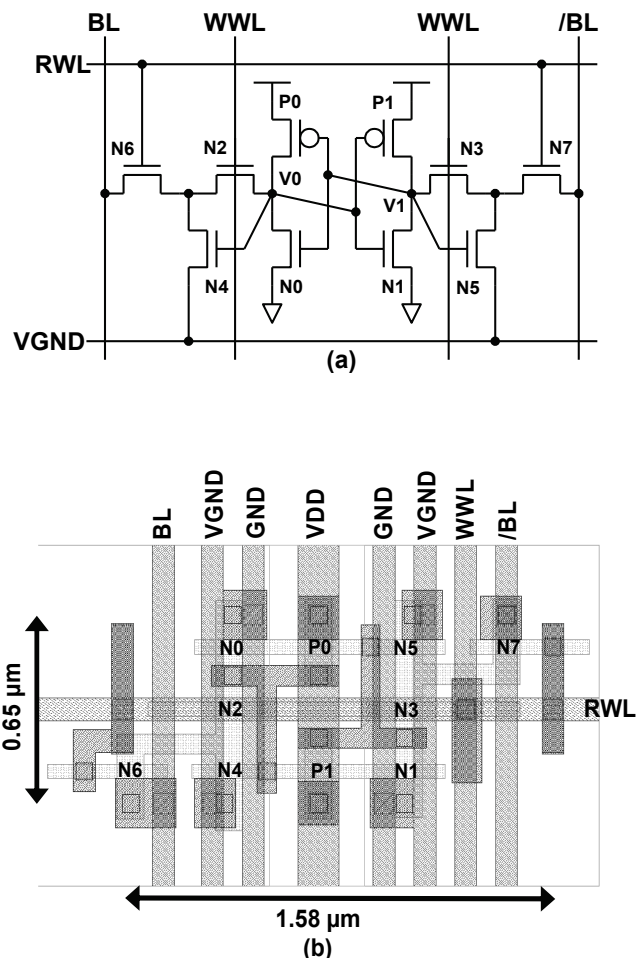 BL WWL WWL /BL
RWL
P0 P1
N6 N2 N3 N7
V0 V1
N4 N0 N1 N5
VGND
(a)
BL VGND GND VDD GND VGND WWL /BL
N0 P0 N5 N7
0.65 µm
N2 N3 RWL
N6 N4 P1 N1
1.58 µm
(b)